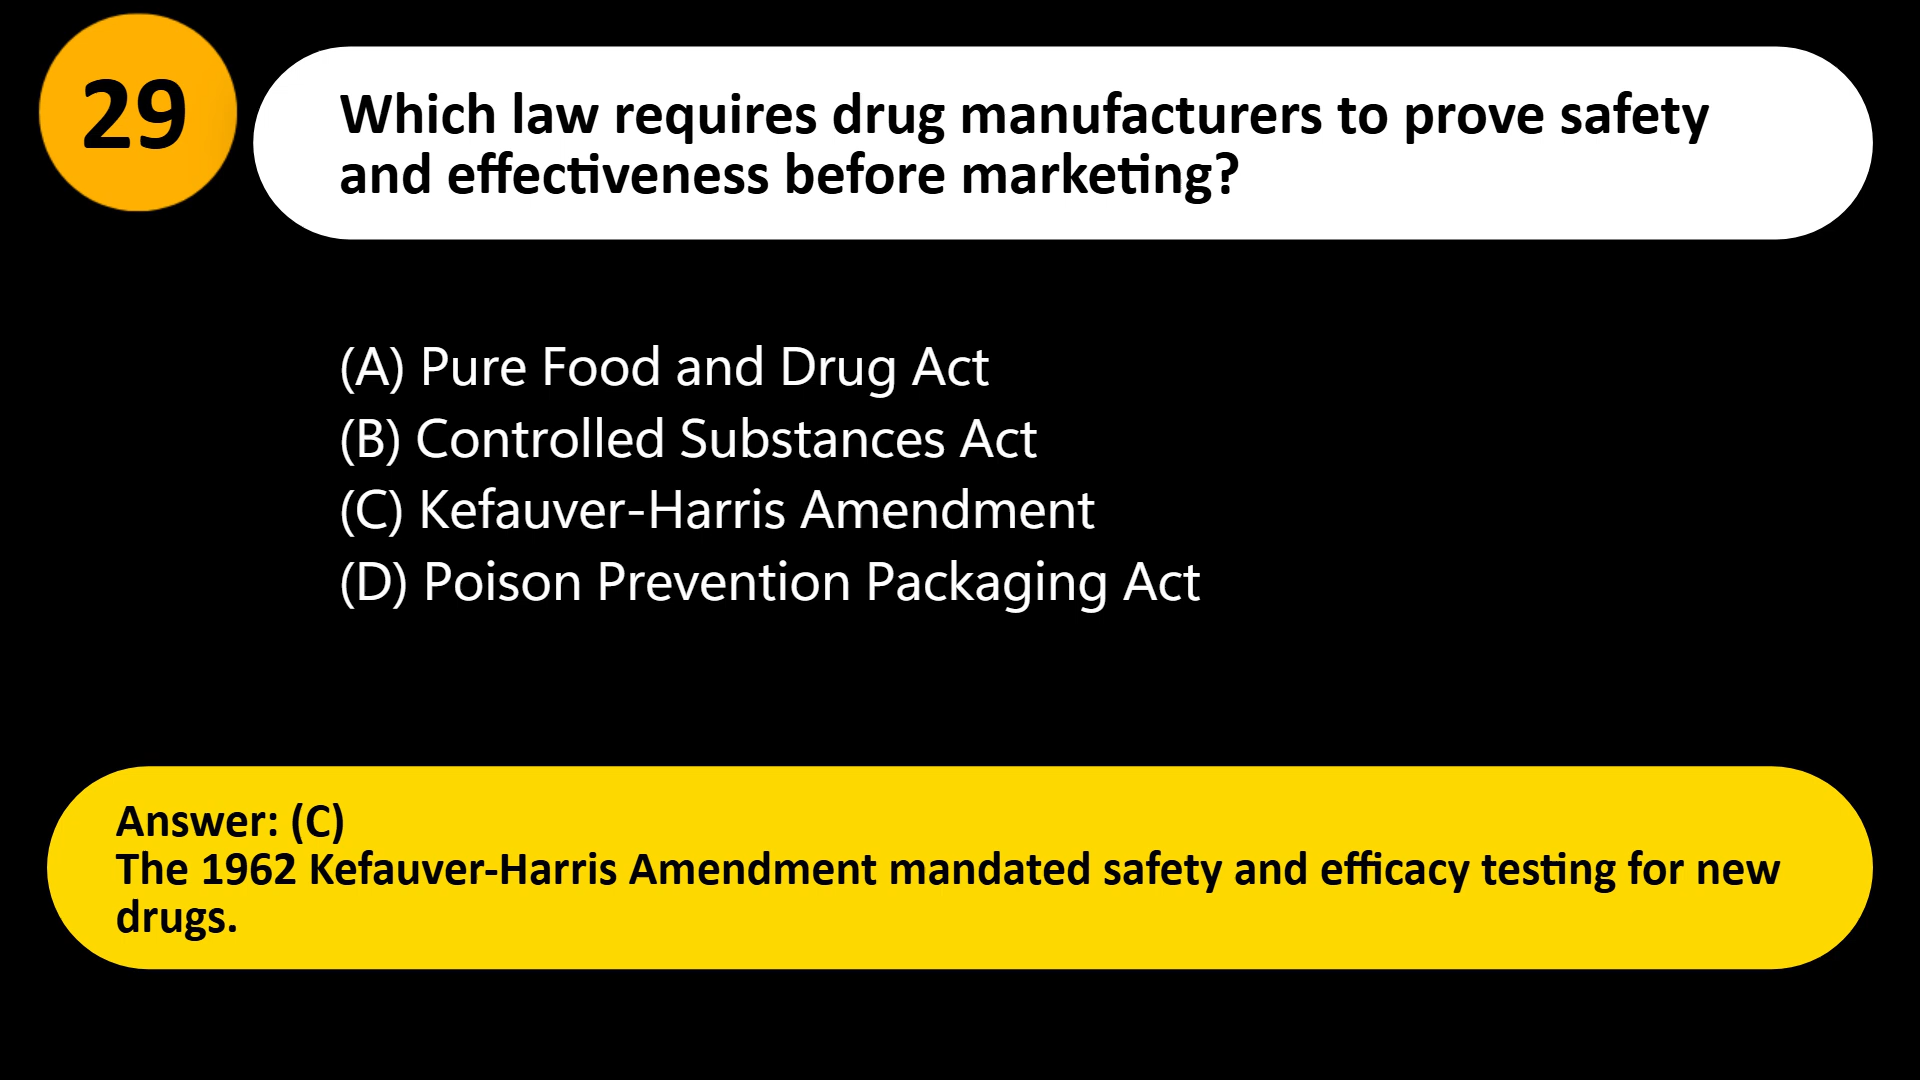 29
Which law requires drug manufacturers to prove safety
and effectiveness before marketing?
(A) Pure Food and Drug Act
(B) Controlled Substances Act
(C) Kefauver-Harris Amendment
(D) Poison Prevention Packaging Act
Answer: (C)
The 1962 Kefauver-Harris Amendment mandated safety and efficacy testing for new
drugs.